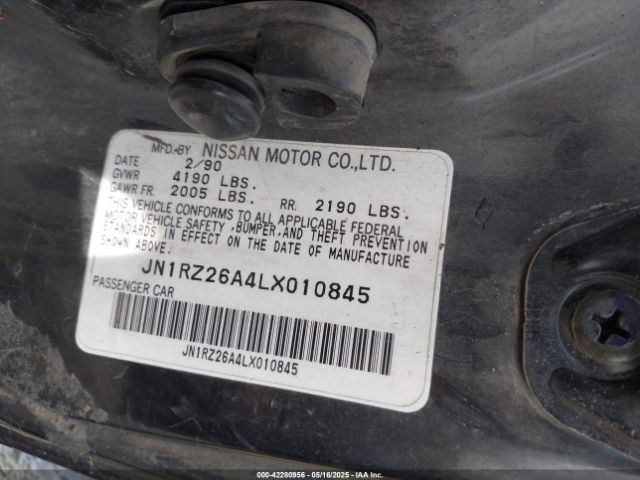 MFD.-BY NISSAN MOTOR CO.,LTD.
DATE 2/90
GVWR 4190 LBS.
GAWR FR. 2005 LBS. RR. 2190 LBS.
THIS VEHICLE CONFORMS TO ALL APPLICABLE FEDERAL
MOTOR VEHICLE SAFETY ,BUMPER,AND THEFT PREVENTION
STANDARDS IN EFFECT ON THE DATE OF MANUFACTURE
SHOWN ABOVE.
JN1RZ26A4LX010845
PASSENGER CAR
JN1RZ26A4LX010845
000-42280956 - 05/16/2025 - IAA Inc.